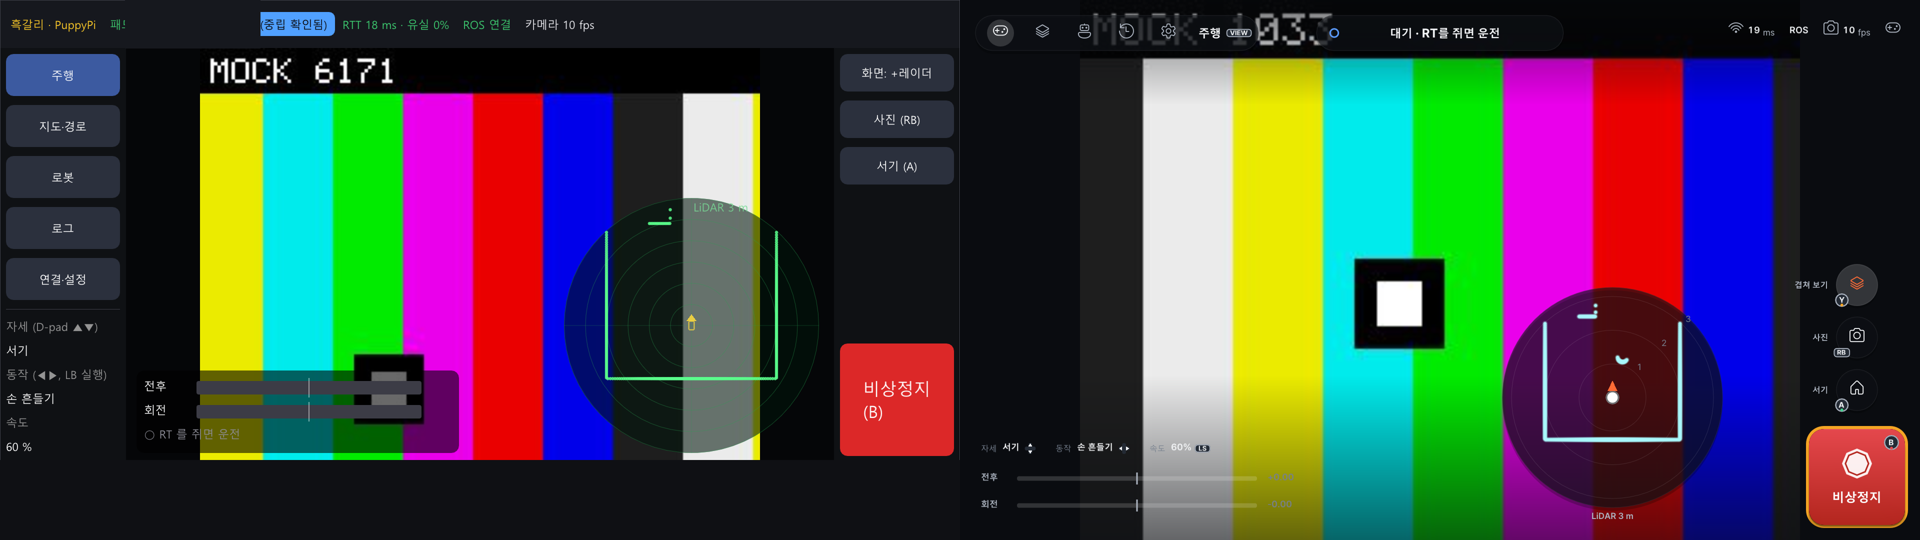 흑갈리 · PuppyPi
(중립 확인됨)
RTT 18 ms · 유실 0%
ROS 연결
카메라 10 fps
주행
지도·경로
로봇
로그
연결·설정
자세 (D-pad ▲▼)
서기
동작 (◀▶, LB 실행)
손 흔들기
속도
60 %
MOCK 6171
LiDAR 3 m
전후
회전
○ RT 를 쥐면 운전
화면: +레이더
사진 (RB)
서기 (A)
비상정지
(B)
MOCK 1033
주행 VIEW
대기 · RT를 쥐면 운전
19 ms
ROS
10 fps
겹쳐 보기
Y
사진
RB
서기
A
B
비상정지
3
2
1
LiDAR 3 m
자세 서기
동작 손 흔들기
속도 60% LS
전후
회전